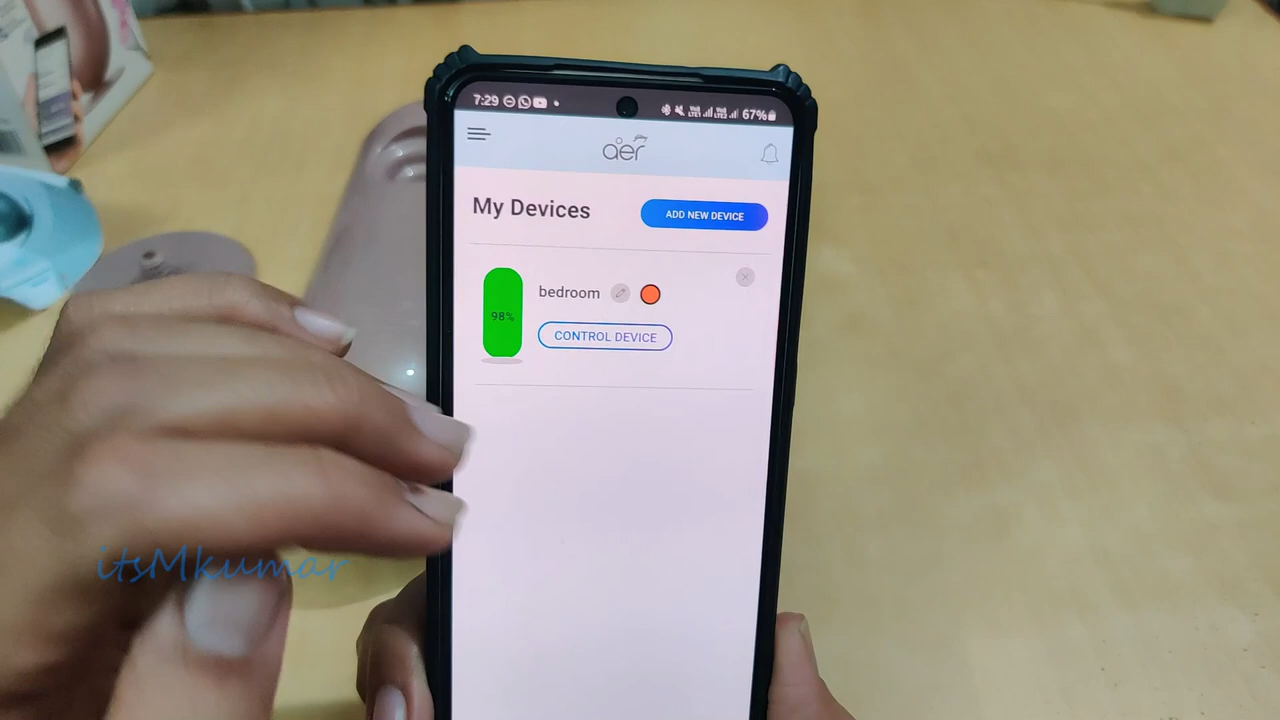 7:29
67%
aer
My Devices
ADD NEW DEVICE
98%
bedroom
CONTROL DEVICE
itsMkumar